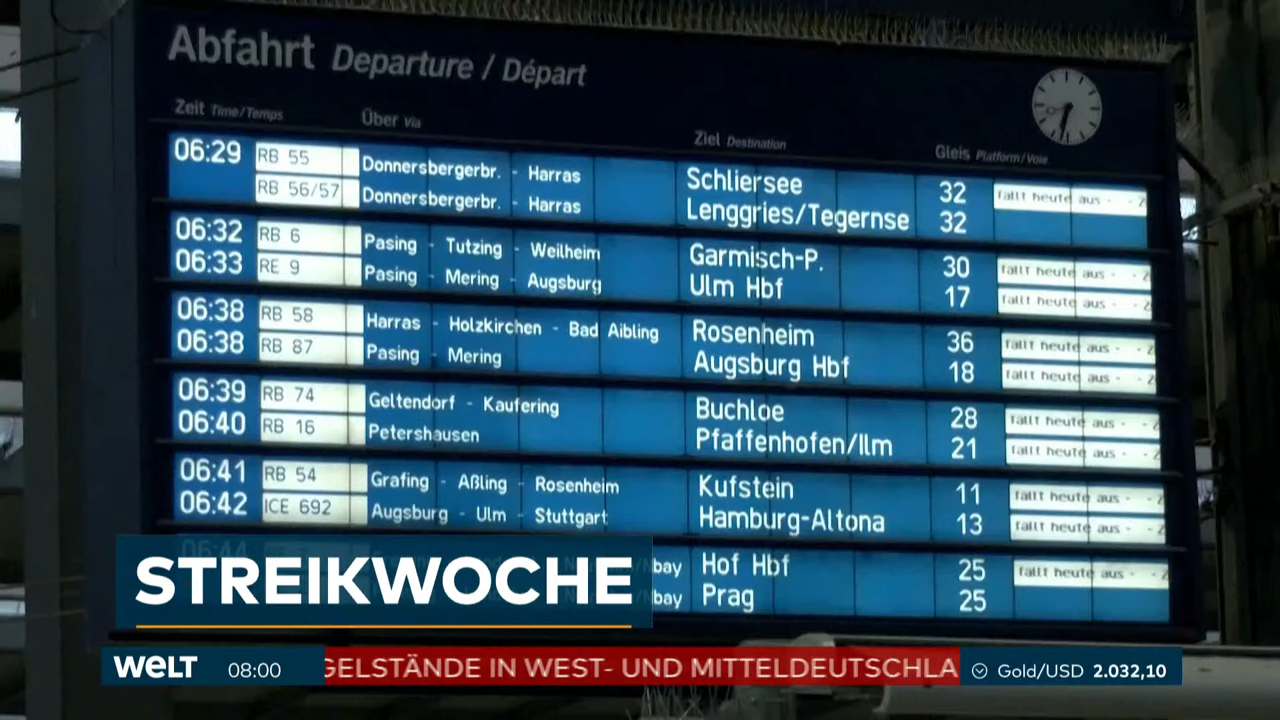 Abfahrt Departure / Départ
Zeit Time/Temps Über via Ziel Destination Gleis Platform/Voie
06:29 RB 55 Donnersbergerbr. - Harras Schliersee 32 fällt heute aus - - Z
RB 56/57 Donnersbergerbr. - Harras Lenggries/Tegernse 32
06:32 RB 6 Pasing - Tutzing - Weilheim Garmisch-P. 30 fällt heute aus - - Z
06:33 RE 9 Pasing - Mering - Augsburg Ulm Hbf 17 fällt heute aus - - Z
06:38 RB 58 Harras - Holzkirchen - Bad Aibling Rosenheim 36 fällt heute aus - - Z
06:38 RB 87 Pasing - Mering Augsburg Hbf 18 fällt heute aus - - Z
06:39 RB 74 Geltendorf - Kaufering Buchloe 28 fällt heute aus - - Z
06:40 RB 16 Petershausen Pfaffenhofen/Ilm 21 fällt heute aus - - Z
06:41 RB 54 Grafing - Aßling - Rosenheim Kufstein 11 fällt heute aus - - Z
06:42 ICE 692 Augsburg - Ulm - Stuttgart Hamburg-Altona 13 fällt heute aus - - Z
06:44 bay Hof Hbf 25 fällt heute aus - - Z
bay Prag 25
STREIKWOCHE
welt 08:00 GELSTÄNDE IN WEST- UND MITTELDEUTSCHLA Gold/USD 2.032,10